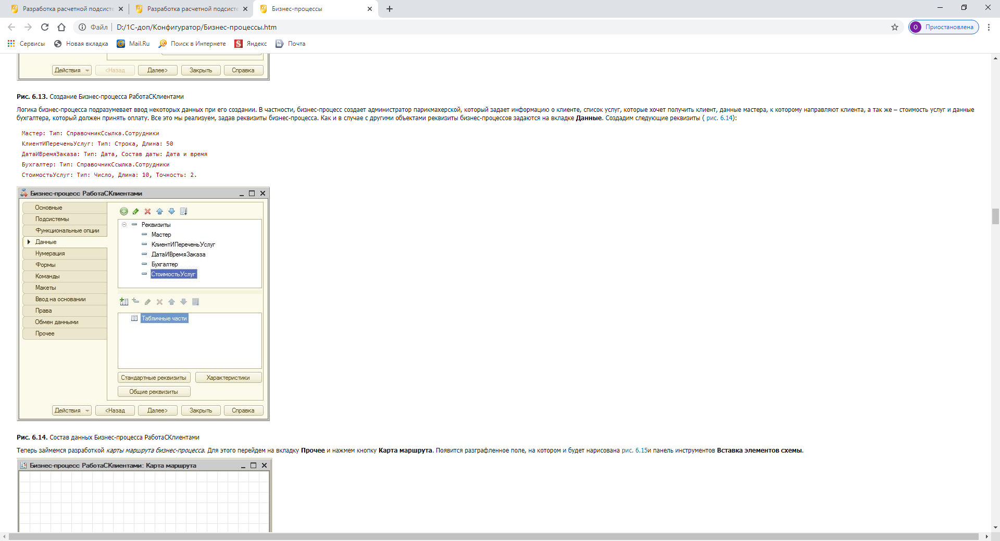 Разработка расчетной подсисте
Разработка расчетной подсисте
Бизнес-процессы
Файл
D:/1С-доп/Конфигуратор/Бизнес-процессы.htm
О
Приостановлена
Сервисы
Новая вкладка
Mail.Ru
Поиск в Интернете
Яндекс
Почта
Действия
<Назад
Далее>
Закрыть
Справка
Рис. 6.13. Создание Бизнес-процесса РаботаСКлиентами
Логика бизнес-процесса подразумевает ввод некоторых данных при его создании. В частности, бизнес-процесс создает администратор парикмахерской, который задает информацию о клиенте, список услуг, которые хочет получить клиент, данные мастера, к которому направляют клиента, а так же – стоимость услуг и данные
бухгалтера, который должен принять оплату. Все это мы реализуем, задав реквизиты бизнес-процесса. Как и в случае с другими объектами реквизиты бизнес-процессов задаются на вкладке Данные. Создадим следующие реквизиты ( рис. 6.14):
Мастер: Тип: СправочникСсылка.Сотрудники
КлиентИПереченьУслуг: Тип: Строка, Длина: 50
ДатаИВремяЗаказа: Тип: Дата, Состав даты: Дата и время
Бухгалтер: Тип: СправочникСсылка.Сотрудники
СтоимостьУслуг: Тип: Число, Длина: 10, Точность: 2.
Бизнес-процесс РаботаСКлиентами
Основные
Подсистемы
Функциональные опции
Данные
Нумерация
Формы
Команды
Макеты
Ввод на основании
Права
Обмен данными
Прочее
Реквизиты
Мастер
КлиентИПереченьУслуг
ДатаИВремяЗаказа
Бухгалтер
СтоимостьУслуг
Табличные части
Стандартные реквизиты
Характеристики
Общие реквизиты
Действия
<Назад
Далее>
Закрыть
Справка
Рис. 6.14. Состав данных Бизнес-процесса РаботаСКлиентами
Теперь займемся разработкой карты маршрута бизнес-процесса. Для этого перейдем на вкладку Прочее и нажмем кнопку Карта маршрута. Появится разграфленное поле, на котором и будет нарисована рис. 6.15и панель инструментов Вставка элементов схемы.
Бизнес-процесс РаботаСКлиентами: Карта маршрута